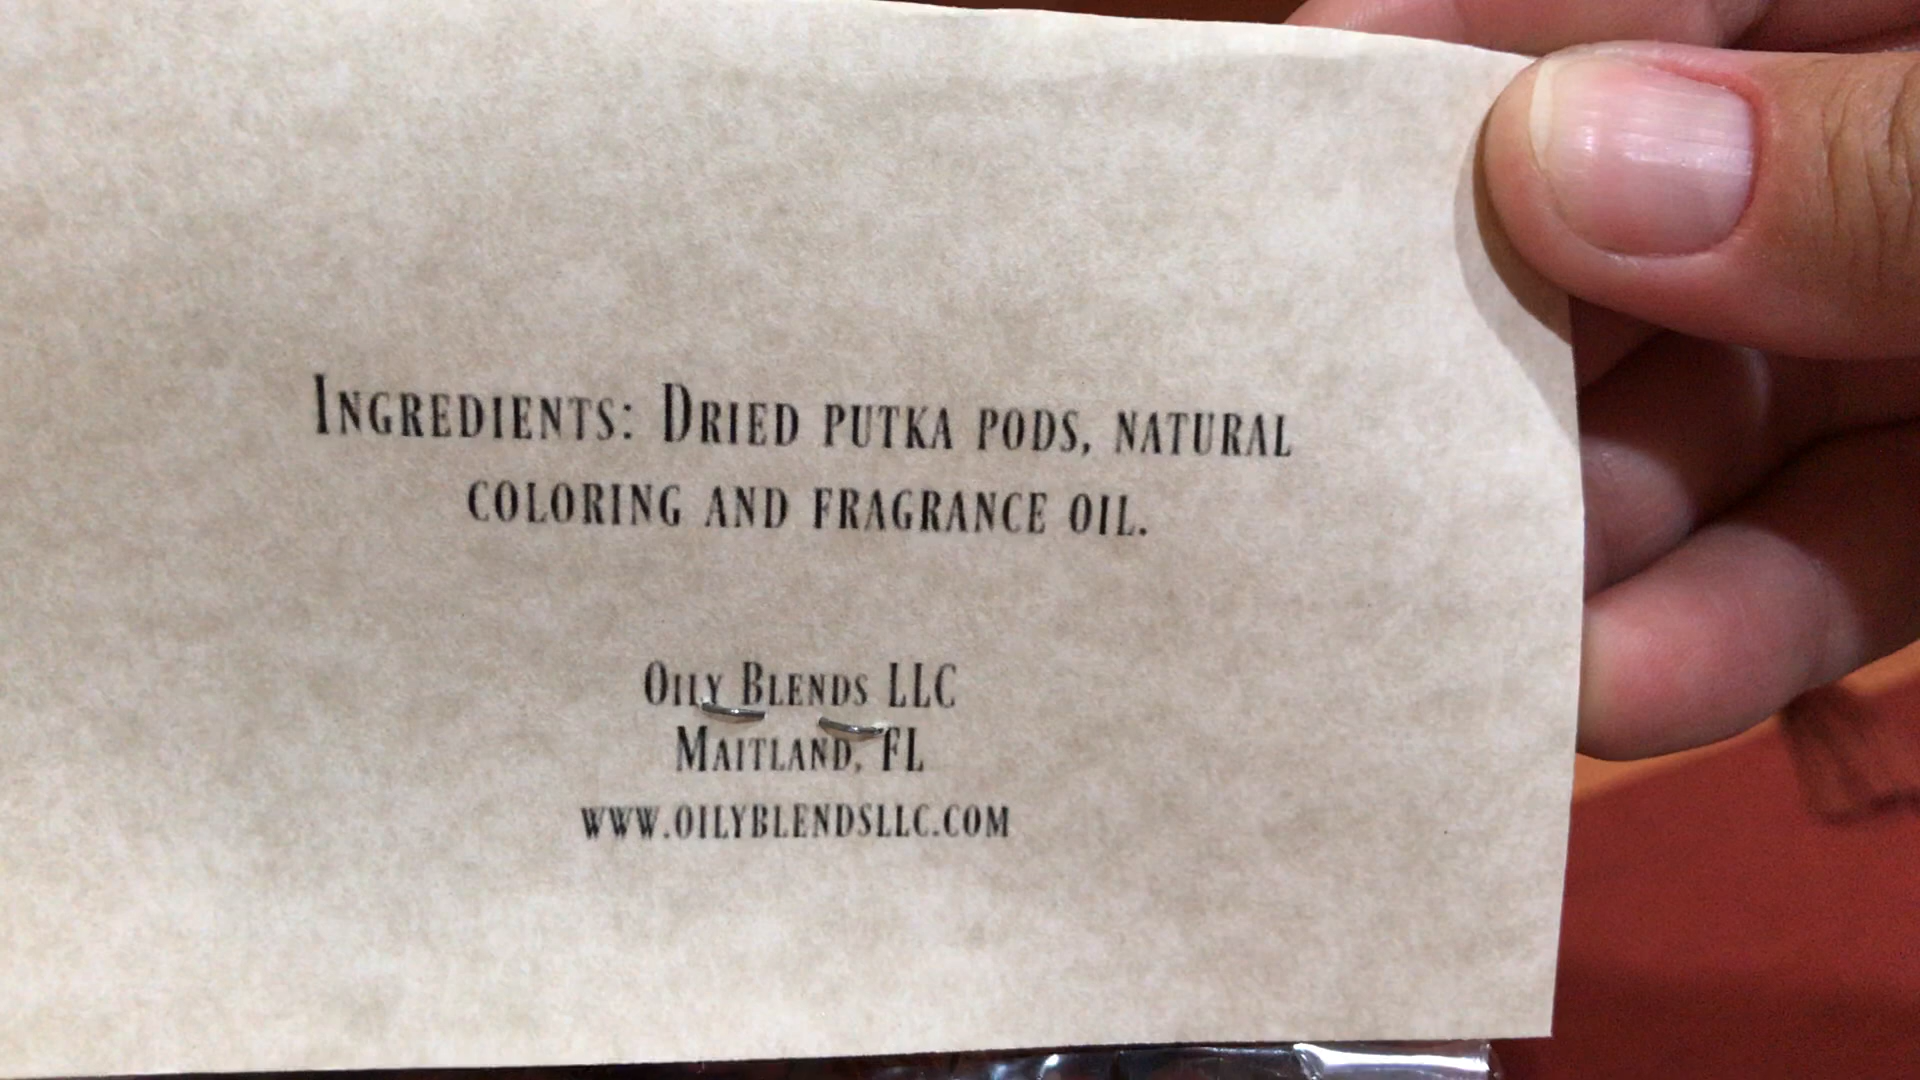 Ingredients: Dried putka pods, natural
coloring and fragrance oil.
Oily Blends LLC
Maitland, FL
www.oilyblendsllc.com